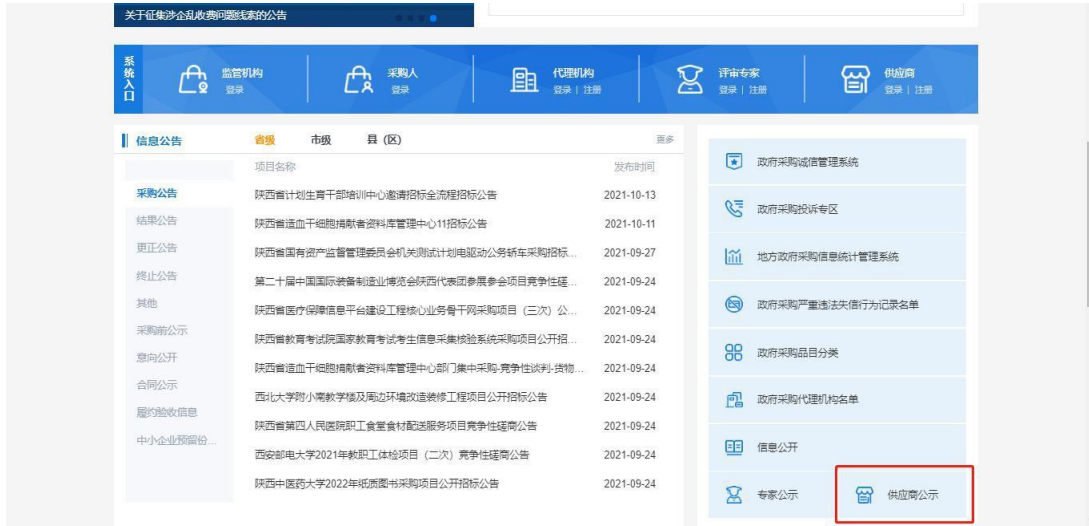 关于征集涉企乱收费问题线索的公告
系统入口
监管机构
登录
采购人
登录
代理机构
登录 | 注册
评审专家
登录 | 注册
供应商
登录 | 注册
信息公告
省级 市级 县（区） 更多
项目名称 发布时间
采购公告
结果公告
更正公告
终止公告
其他
采购前公示
意向公开
合同公示
履约验收信息
中小企业预留份...
陕西省计划生育干部培训中心邀请招标全流程招标公告 2021-10-13
陕西省造血干细胞捐献者资料库管理中心11招标公告 2021-10-11
陕西省国有资产监督管理委员会机关测试计划电驱动公务轿车采购招标... 2021-09-27
第二十届中国国际装备制造业博览会陕西代表团参展参会项目竞争性磋... 2021-09-24
陕西省医疗保障信息平台建设工程核心业务骨干网采购项目（三次）公... 2021-09-24
陕西省教育考试院国家教育考试考生信息采集核验系统采购项目公开招... 2021-09-24
陕西省造血干细胞捐献者资料库管理中心部门集中采购-竞争性谈判-货物... 2021-09-24
西北大学附小南教学楼及周边环境改造装修工程项目公开招标公告 2021-09-24
陕西省第四人民医院职工食堂食材配送服务项目竞争性磋商公告 2021-09-24
西安邮电大学2021年教职工体检项目（二次）竞争性磋商公告 2021-09-24
陕西中医药大学2022年纸质图书采购项目公开招标公告 2021-09-24
政府采购诚信管理系统
政府采购投诉专区
地方政府采购信息统计管理系统
政府采购严重违法失信行为记录名单
政府采购品目分类
政府采购代理机构名单
信息公开
专家公示 供应商公示